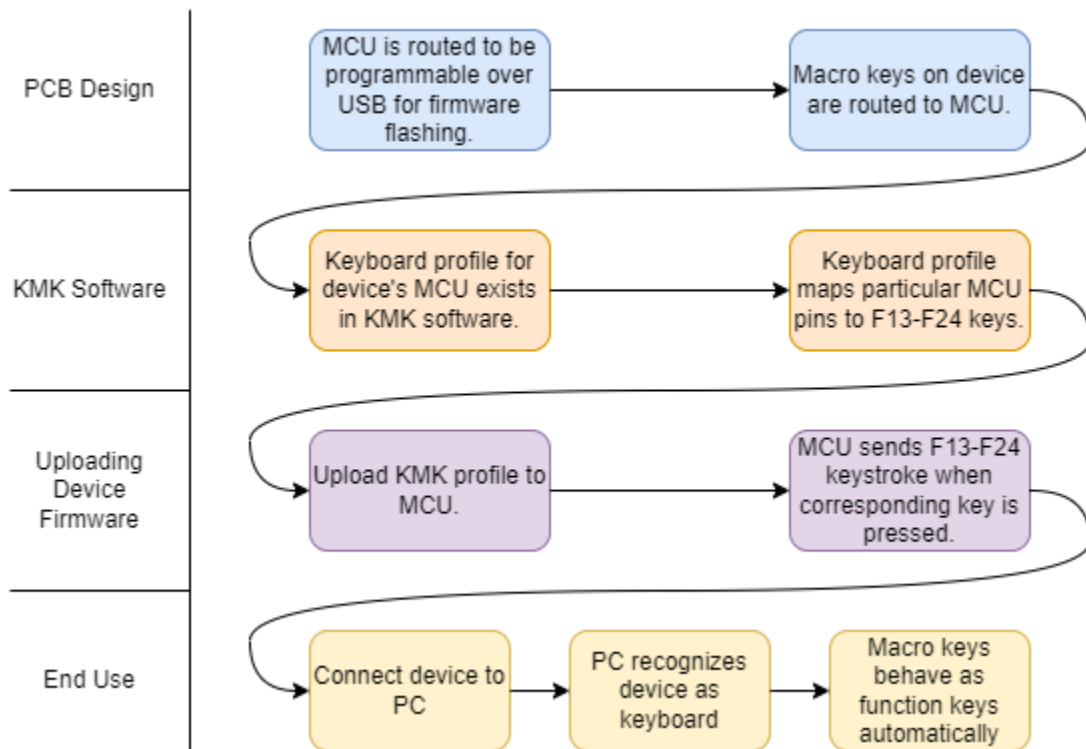 PCB Design
MCU is routed to be
programmable over
USB for firmware
flashing.
Macro keys on device
are routed to MCU.
KMK Software
Keyboard profile for
device's MCU exists
in KMK software.
Keyboard profile
maps particular MCU
pins to F13-F24 keys.
Uploading
Device
Firmware
Upload KMK profile to
MCU.
MCU sends F13-F24
keystroke when
corresponding key is
pressed.
End Use
Connect device to
PC
PC recognizes
device as
keyboard
Macro keys
behave as
function keys
automatically